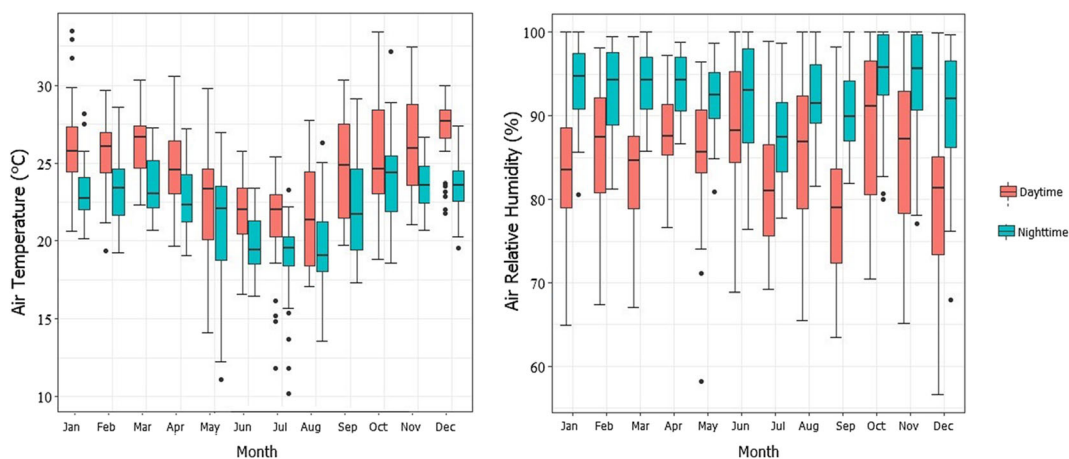 30
25
20
15
10
Air Temperature (°C)
Jan Feb Mar Apr May Jun Jul Aug Sep Oct Nov Dec
Month
100
90
80
70
60
Air Relative Humidity (%)
Jan Feb Mar Apr May Jun Jul Aug Sep Oct Nov Dec
Month
Daytime
Nighttime